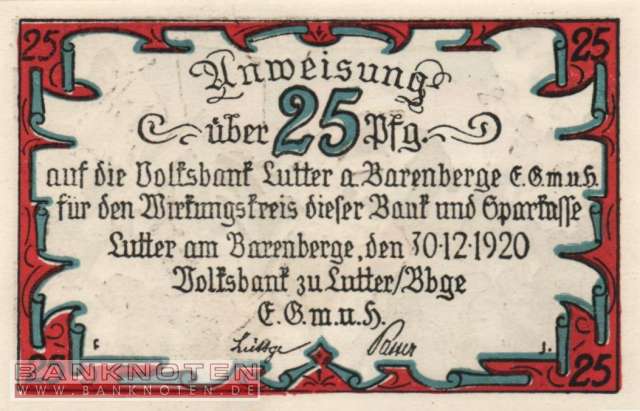 25 25
Anweisung
über 25 Pfg.
auf die Volksbank Lutter a. Barenberge E.G.m.u.H.
für den Wirkungskreis dieser Bank und Sparkasse
Lutter am Barenberge, den 30·12·1920
Volksbank zu Lutter/Bbge
E.G.m.u.H.
Lüttge
25 25
BANKNOTEN
WWW.BANKNOTEN.DE